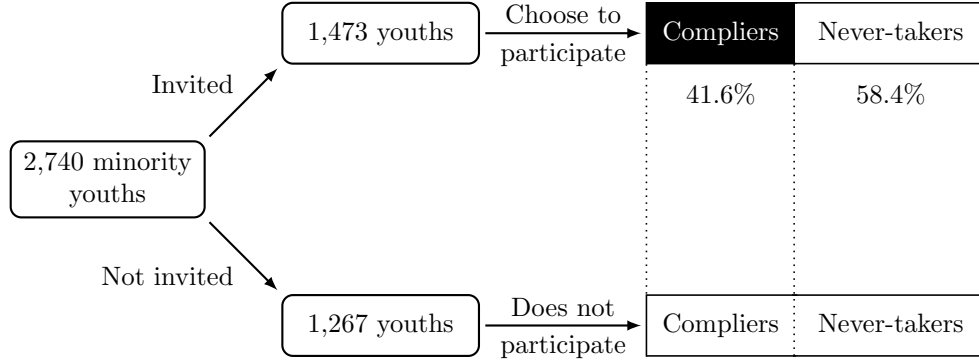 1,473 youths
Choose to
participate
Compliers
Never-takers
41.6%
58.4%
Invited
2,740 minority
youths
Not invited
1,267 youths
Does not
participate
Compliers
Never-takers